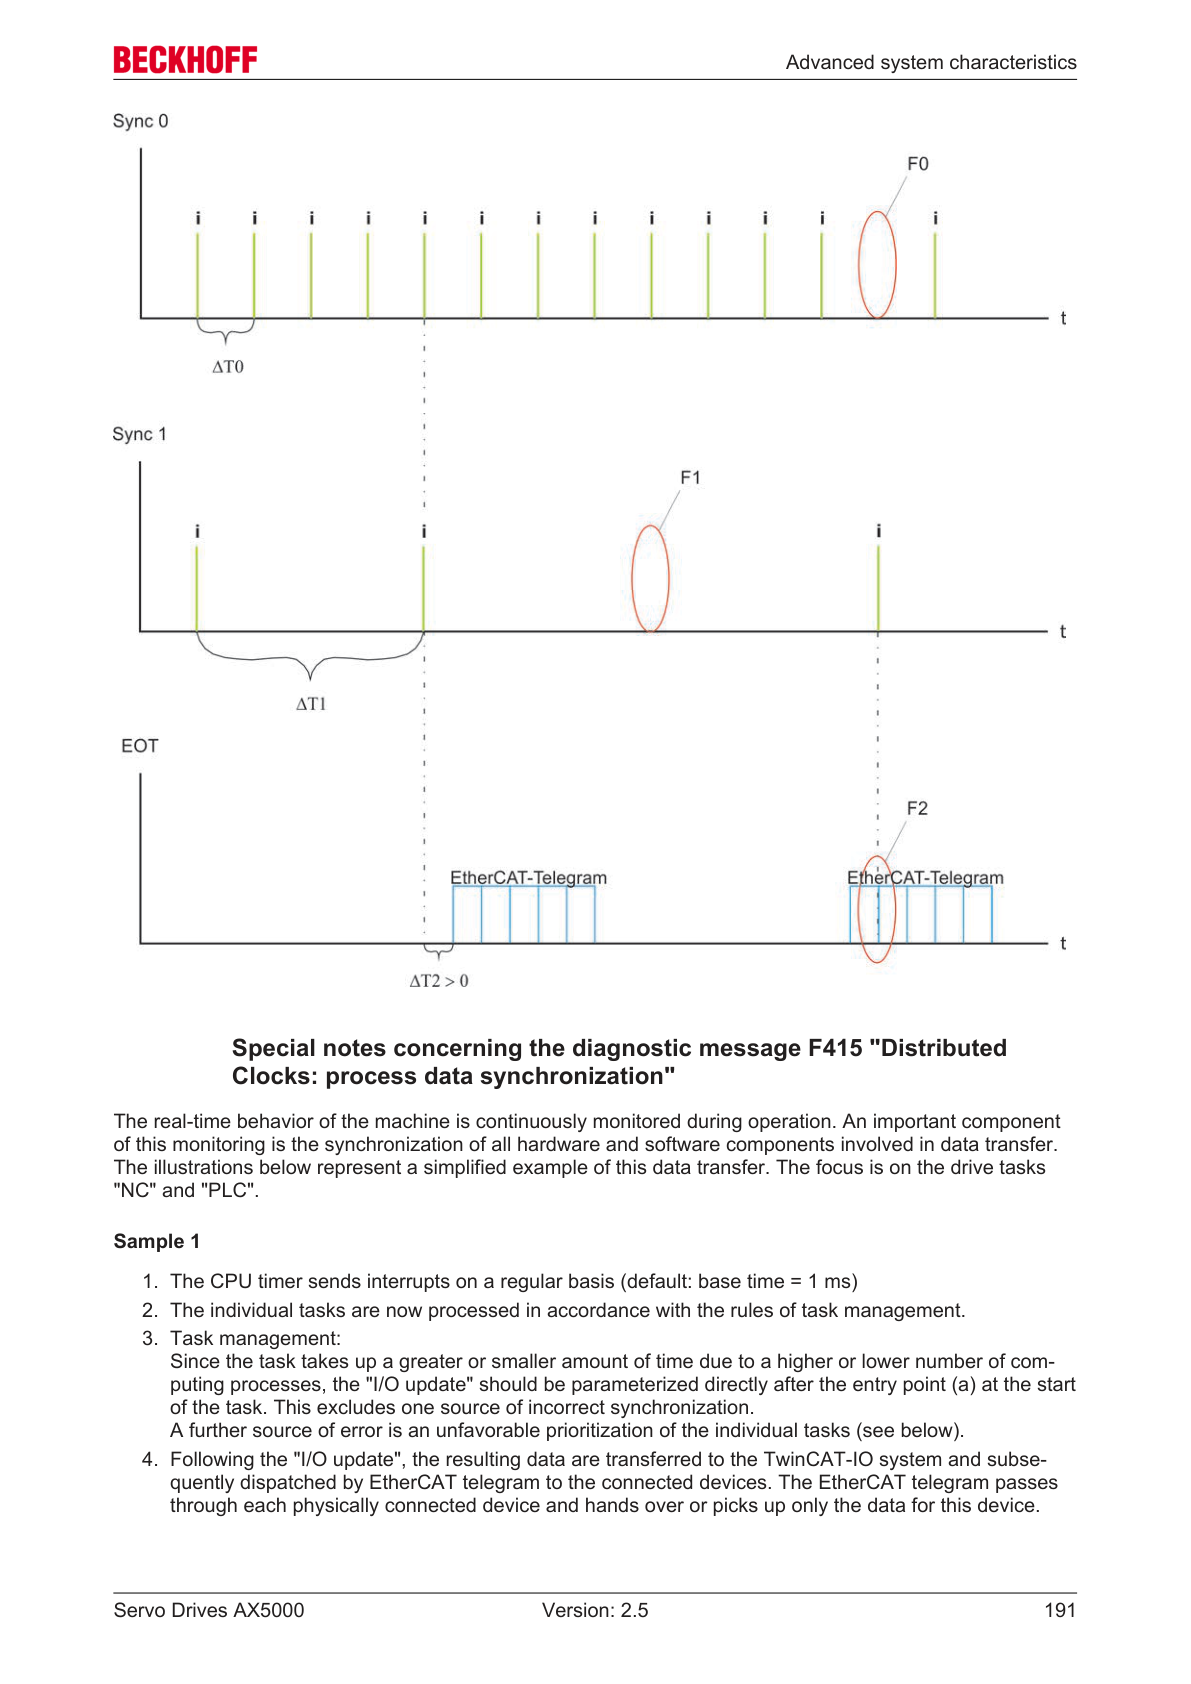 BECKHOFF
Advanced system characteristics
Sync 0
F0
i i i i i i i i i i i i i
t
ΔT0
Sync 1
F1
i i i
t
ΔT1
EOT
F2
EtherCAT-Telegram EtherCAT-Telegram
t
ΔT2 > 0
Special notes concerning the diagnostic message F415 "Distributed
Clocks: process data synchronization"
The real-time behavior of the machine is continuously monitored during operation. An important component
of this monitoring is the synchronization of all hardware and software components involved in data transfer.
The illustrations below represent a simplified example of this data transfer. The focus is on the drive tasks
"NC" and "PLC".
Sample 1
1. The CPU timer sends interrupts on a regular basis (default: base time = 1 ms)
2. The individual tasks are now processed in accordance with the rules of task management.
3. Task management:
Since the task takes up a greater or smaller amount of time due to a higher or lower number of com-
puting processes, the "I/O update" should be parameterized directly after the entry point (a) at the start
of the task. This excludes one source of incorrect synchronization.
A further source of error is an unfavorable prioritization of the individual tasks (see below).
4. Following the "I/O update", the resulting data are transferred to the TwinCAT-IO system and subse-
quently dispatched by EtherCAT telegram to the connected devices. The EtherCAT telegram passes
through each physically connected device and hands over or picks up only the data for this device.
Servo Drives AX5000
Version: 2.5
191